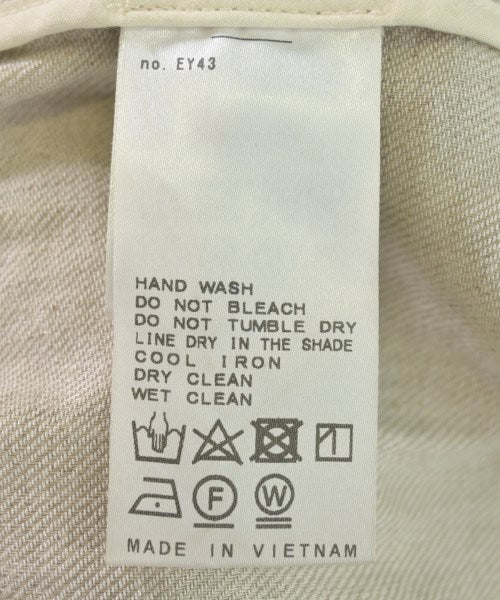 no. EY43
HAND WASH
DO NOT BLEACH
DO NOT TUMBLE DRY
LINE DRY IN THE SHADE
COOL IRON
DRY CLEAN
WET CLEAN
F W
MADE IN VIETNAM